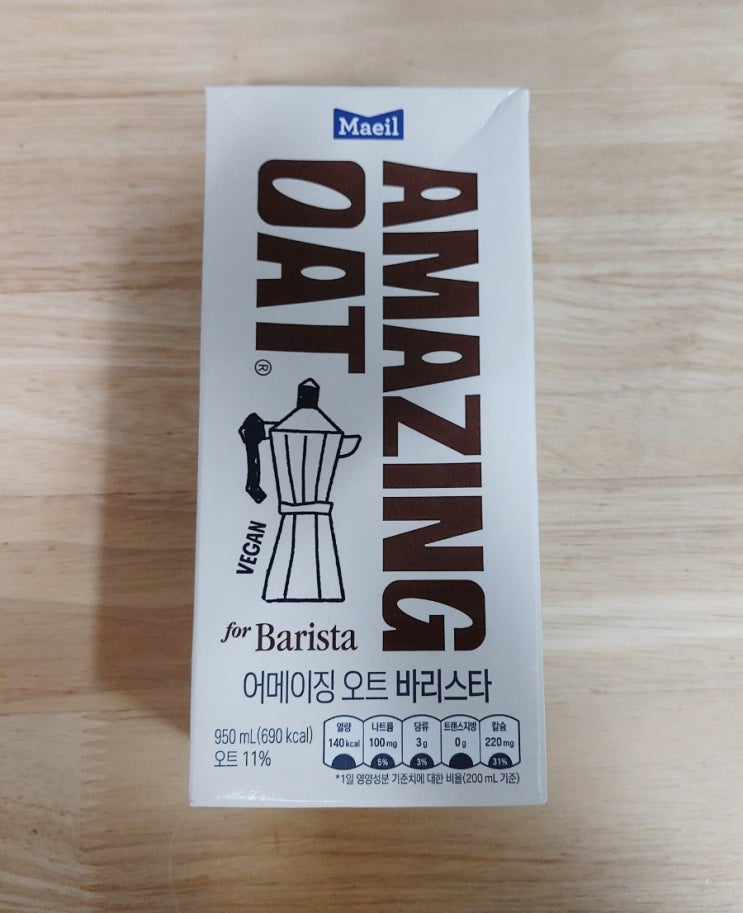 Maeil
AMAZING
OAT®
VEGAN
for Barista
어메이징 오트 바리스타
950 mL(690 kcal)
오트 11%
열량 나트륨 당류 트랜스지방 칼슘
140 kcal 100 mg 3 g 0 g 220 mg
5% 3% 31%
*1일 영양성분 기준치에 대한 비율(200 mL 기준)